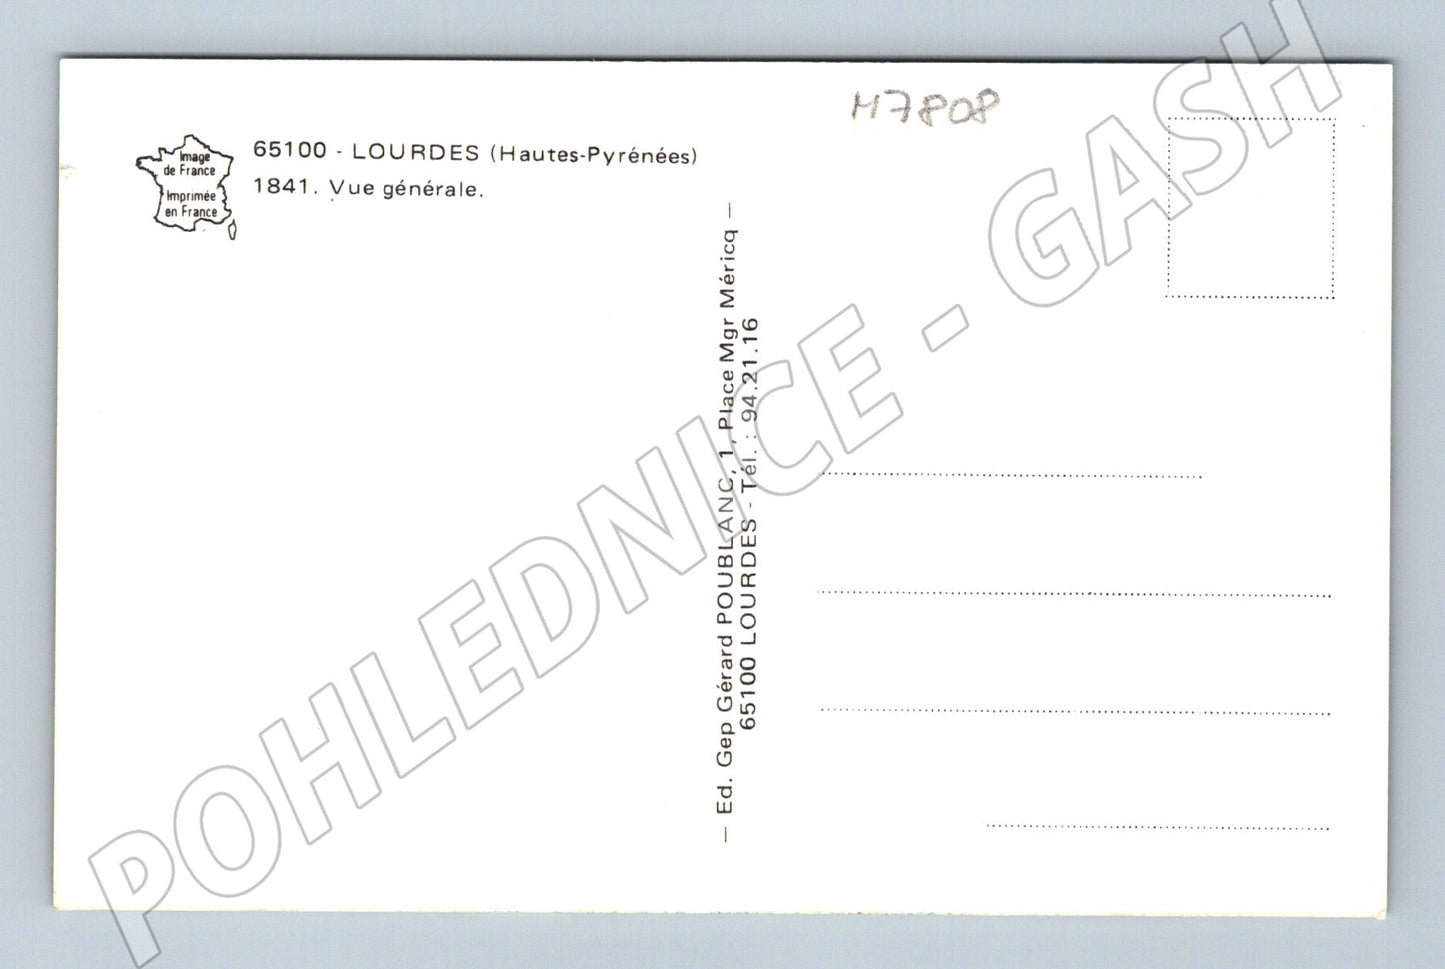 H7808
Image
de France
Imprimée
en France
65100 - LOURDES (Hautes-Pyrénées)
1841. Vue générale.
— Ed. Gep Gérard POUBLANC, 1, Place Mgr Méricq —
65100 LOURDES - Tél. : 94.21.16
POHLEDNICE - GASH